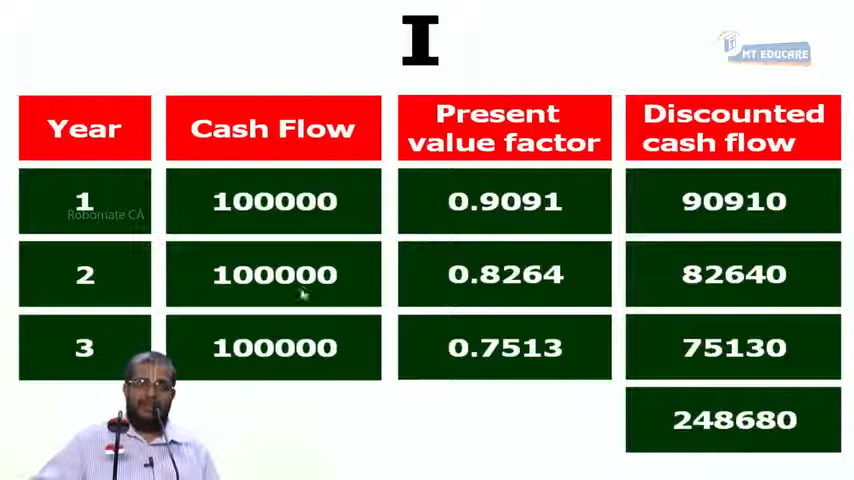 I
MT EDUCARE
Year Cash Flow Present value factor Discounted cash flow
1 100000 0.9091 90910
Robomate CA
2 100000 0.8264 82640
3 100000 0.7513 75130
248680